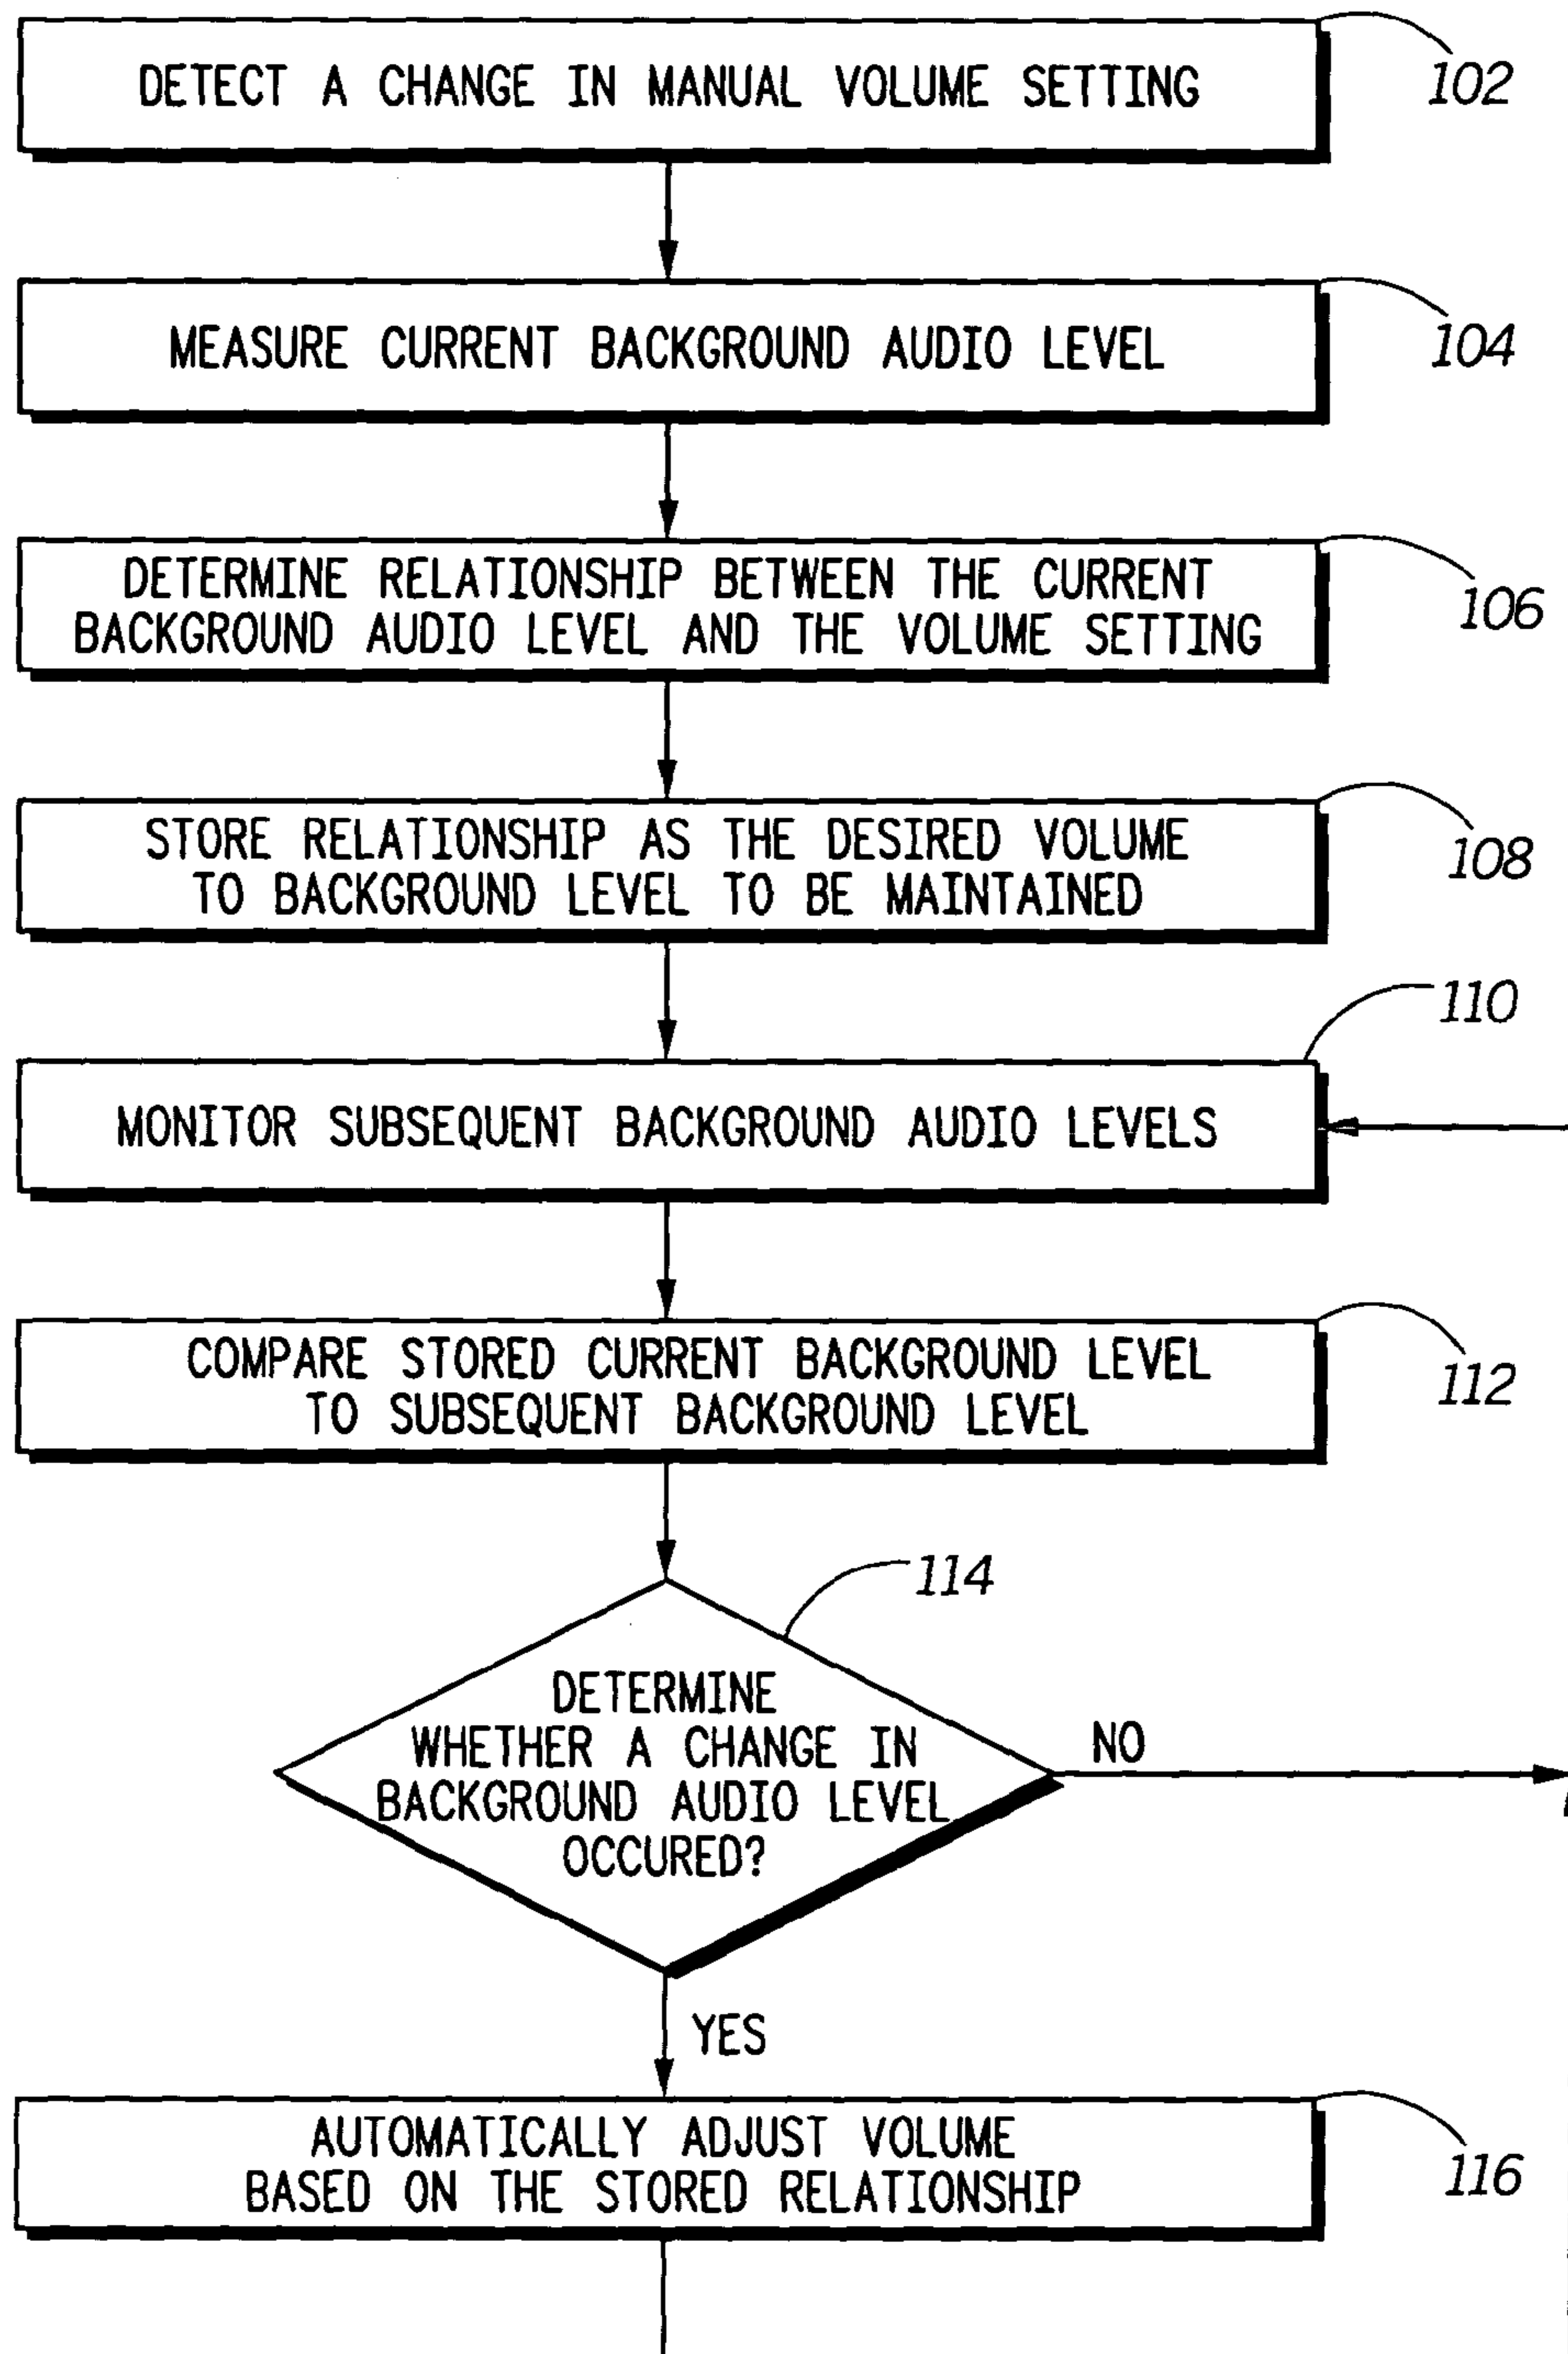 DETECT A CHANGE IN MANUAL VOLUME SETTING
102
MEASURE CURRENT BACKGROUND AUDIO LEVEL
104
DETERMINE RELATIONSHIP BETWEEN THE CURRENT
BACKGROUND AUDIO LEVEL AND THE VOLUME SETTING
106
STORE RELATIONSHIP AS THE DESIRED VOLUME
TO BACKGROUND LEVEL TO BE MAINTAINED
108
110
MONITOR SUBSEQUENT BACKGROUND AUDIO LEVELS
COMPARE STORED CURRENT BACKGROUND LEVEL
TO SUBSEQUENT BACKGROUND LEVEL
112
114
DETERMINE
WHETHER A CHANGE IN
BACKGROUND AUDIO LEVEL
OCCURED?
NO
YES
AUTOMATICALLY ADJUST VOLUME
BASED ON THE STORED RELATIONSHIP
116